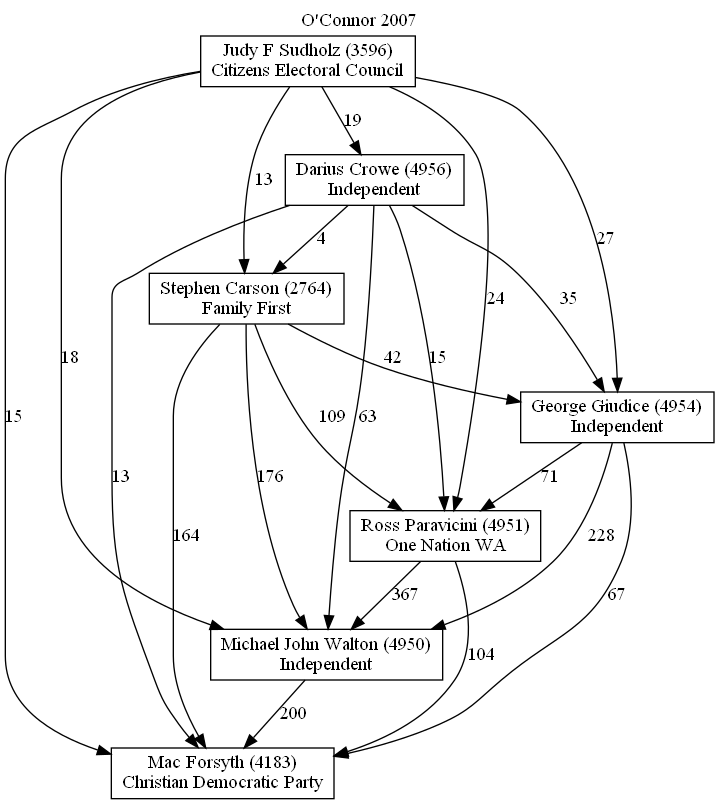 O'Connor 2007
Judy F Sudholz (3596)
Citizens Electoral Council
19
Darius Crowe (4956)
Independent
13
4
27
Stephen Carson (2764)
Family First
24
35
15
18
13
42
15
George Giudice (4954)
Independent
109
63
176
71
Ross Paravicini (4951)
One Nation WA
164
228
367
67
Michael John Walton (4950)
Independent
104
200
Mac Forsyth (4183)
Christian Democratic Party